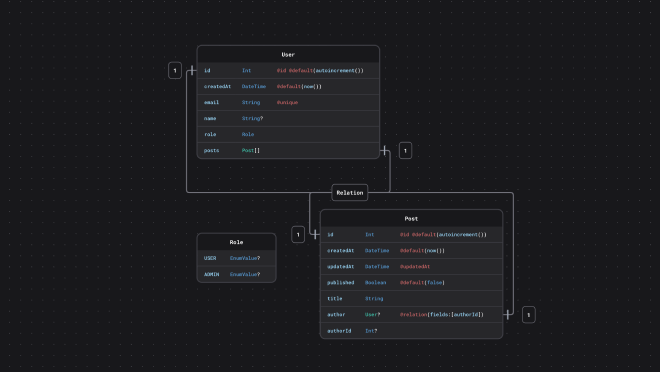 User
1
id Int @id @default(autoincrement())
createdAt DateTime @default(now())
email String @unique
name String?
role Role
posts Post[]
1
Relation
Post
1
id Int @id @default(autoincrement())
createdAt DateTime @default(now())
updatedAt DateTime @updatedAt
published Boolean @default(false)
title String
author User? @relation(fields:[authorId])
1
authorId Int?
Role
USER EnumValue?
ADMIN EnumValue?